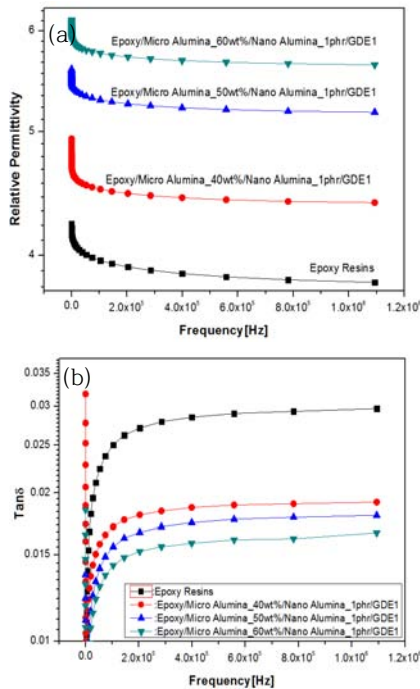 (a)
6
Epoxy/Micro Alumina_60wt%/Nano Alumina_1phr/GDE1
Epoxy/Micro Alumina_50wt%/Nano Alumina_1phr/GDE1
5
Relative Permittivity
Epoxy/Micro Alumina_40wt%/Nano Alumina_1phr/GDE1
4
Epoxy Resins
0.0 2.0x10⁵ 4.0x10⁵ 6.0x10⁵ 8.0x10⁵ 1.0x10⁶ 1.2x10⁶
Frequency[Hz]
0.035
(b)
0.03
0.025
Tanδ
0.02
0.015
Epoxy Resins
:Epoxy/Micro Alumina_40wt%/Nano Alumina_1phr/GDE1
:Epoxy/Micro Alumina_50wt%/Nano Alumina_1phr/GDE1
:Epoxy/Micro Alumina_60wt%/Nano Alumina_1phr/GDE1
0.01
0.0 2.0x10⁵ 4.0x10⁵ 6.0x10⁵ 8.0x10⁵ 1.0x10⁶ 1.2x10⁶
Frequency[Hz]